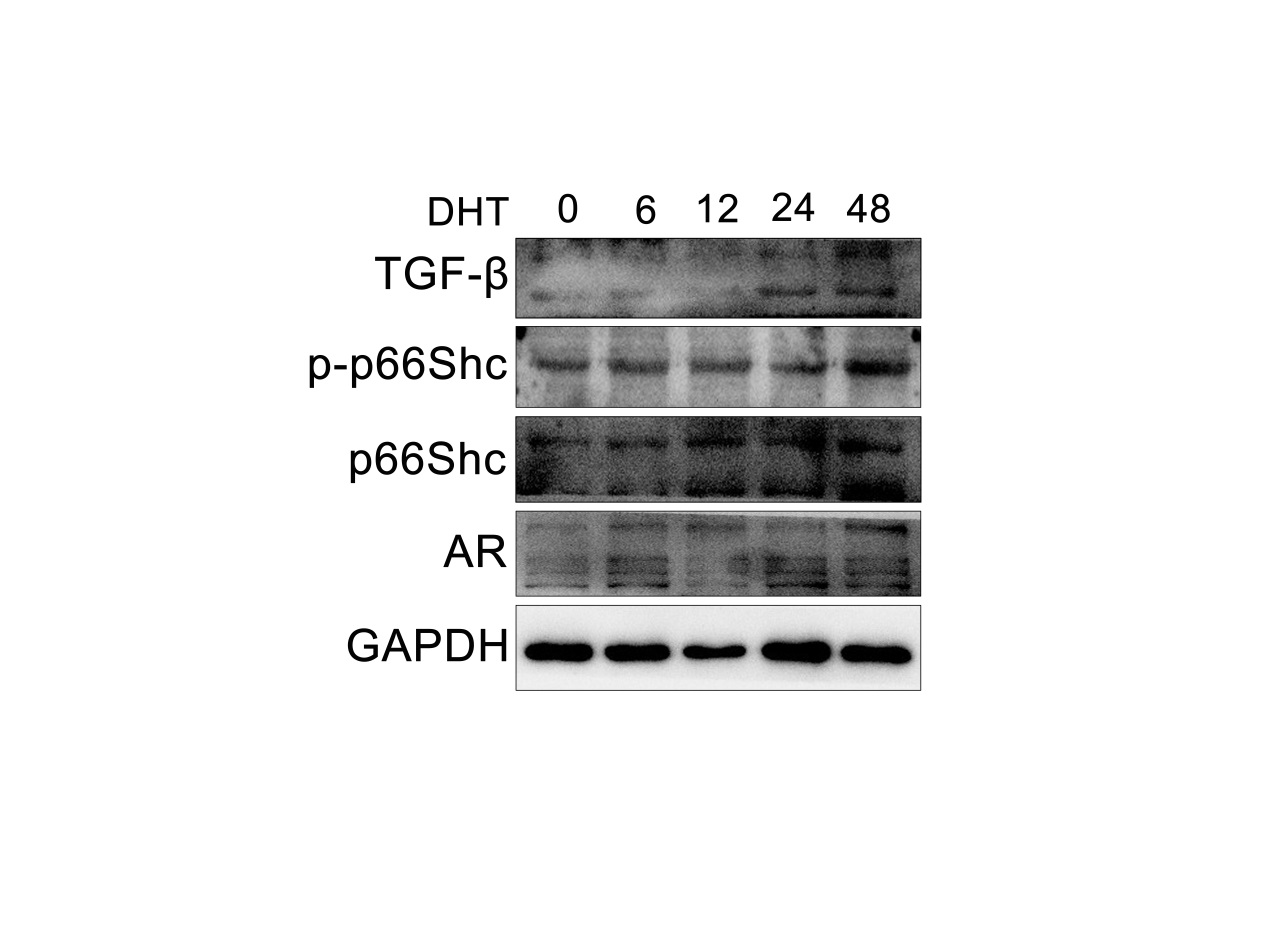 DHT 0 6 12 24 48
TGF-β
p-p66Shc
p66Shc
AR
GAPDH